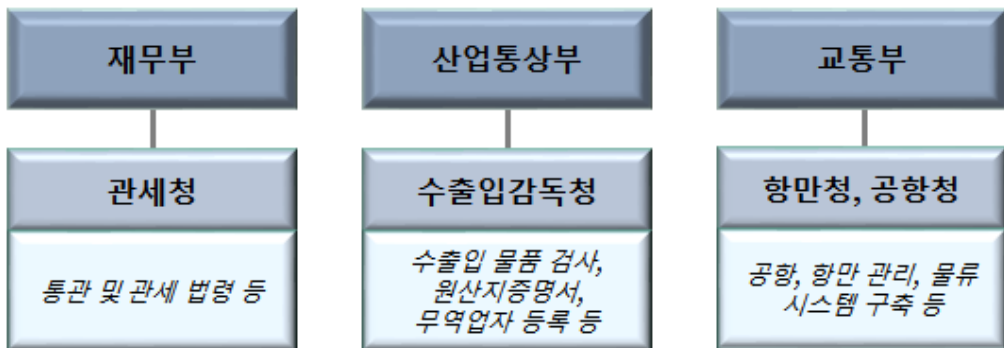 재무부
산업통상부
교통부
관세청
수출입감독청
항만청, 공항청
통관 및 관세 법령 등
수출입 물품 검사,
원산지증명서,
무역업자 등록 등
공항, 항만 관리, 물류
시스템 구축 등